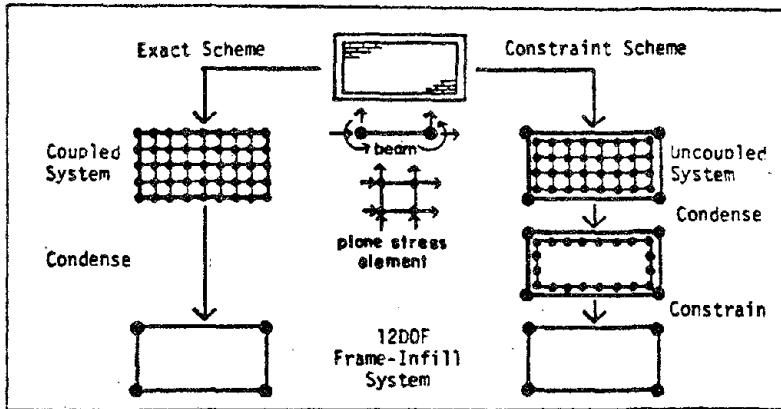 Exact Scheme
Constraint Scheme
Coupled
System
beam
Uncoupled
System
plane stress
element
Condense
Condense
Constrain
12DOF
Frame-Infill
System